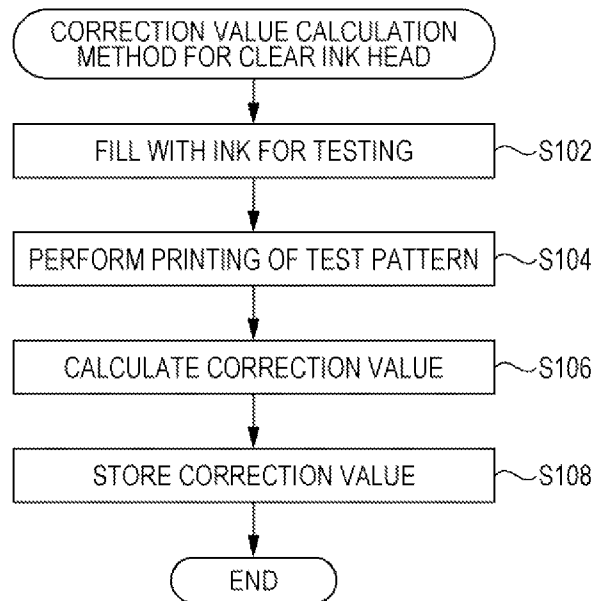 CORRECTION VALUE CALCULATION
METHOD FOR CLEAR INK HEAD
FILL WITH INK FOR TESTING
S102
PERFORM PRINTING OF TEST PATTERN
S104
CALCULATE CORRECTION VALUE
S106
STORE CORRECTION VALUE
S108
END